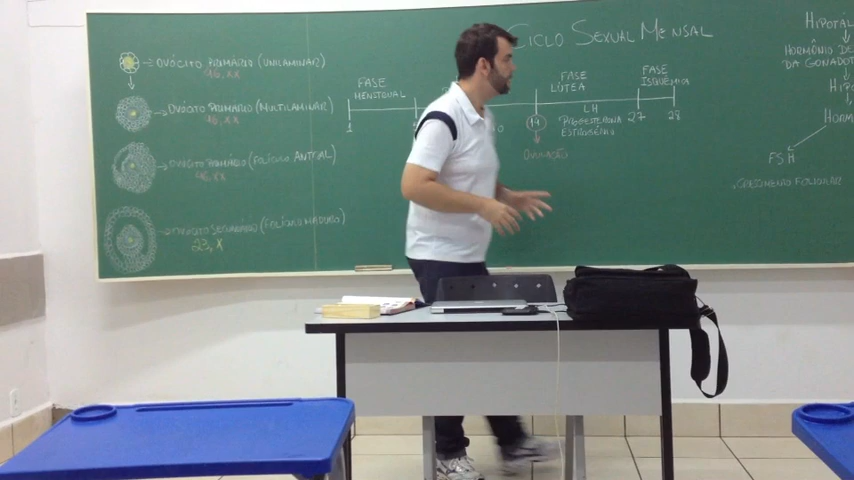 CICLO SEXUAL MENSAL
OVÓCITO PRIMÁRIO (UNILAMINAR)
46, XX
OVÓCITO PRIMÁRIO (MULTILAMINAR)
46, XX
OVÓCITO PRIMÁRIO (FOLÍCULO ANTRAL)
46, XX
OVÓCITO SECUNDÁRIO (FOLÍCULO MADURO)
23, X
FASE
MENSTRUAL
1
FASE
LÚTEA
14
LH
PROGESTERONA
ESTROGÊNIO
OVULAÇÃO
FASE
ISQUÊMICA
27 28
HIPOTÁL
HORMÔNIO DE
DA GONADOT
HIPÓ
HORM
FSH
CRESCIMENTO FOLICULAR